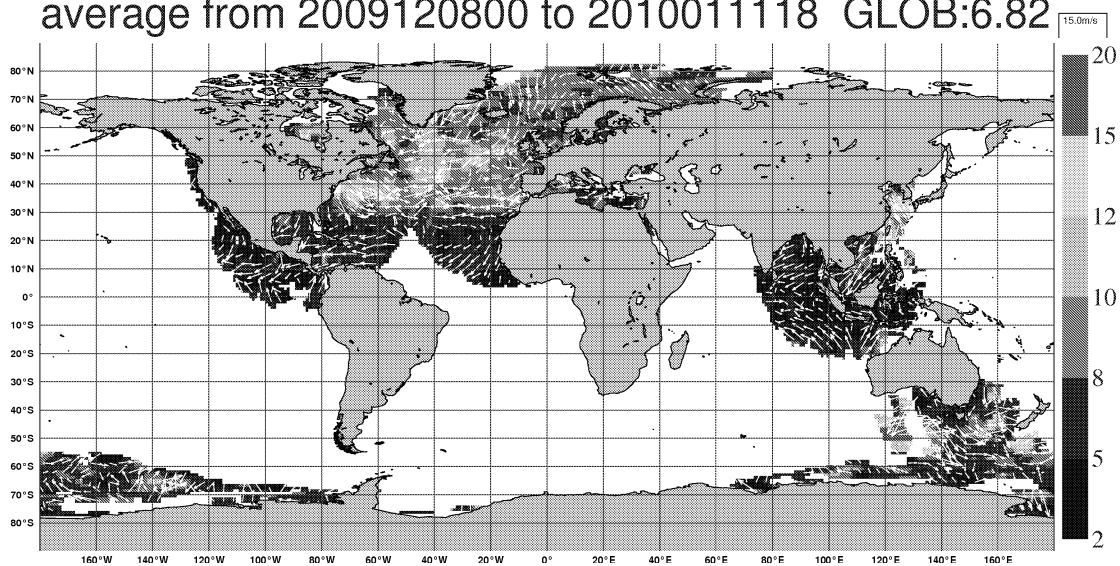 average from 2009120800 to 2010011118 GLOB:6.82
15.0m/s
80°N
70°N
60°N
50°N
40°N
30°N
20°N
10°N
0°
10°S
20°S
30°S
40°S
50°S
60°S
70°S
80°S
160°W 140°W 120°W 100°W 80°W 60°W 40°W 20°W 0° 20°E 40°E 60°E 80°E 100°E 120°E 140°E 160°E
20
15
12
10
8
5
2